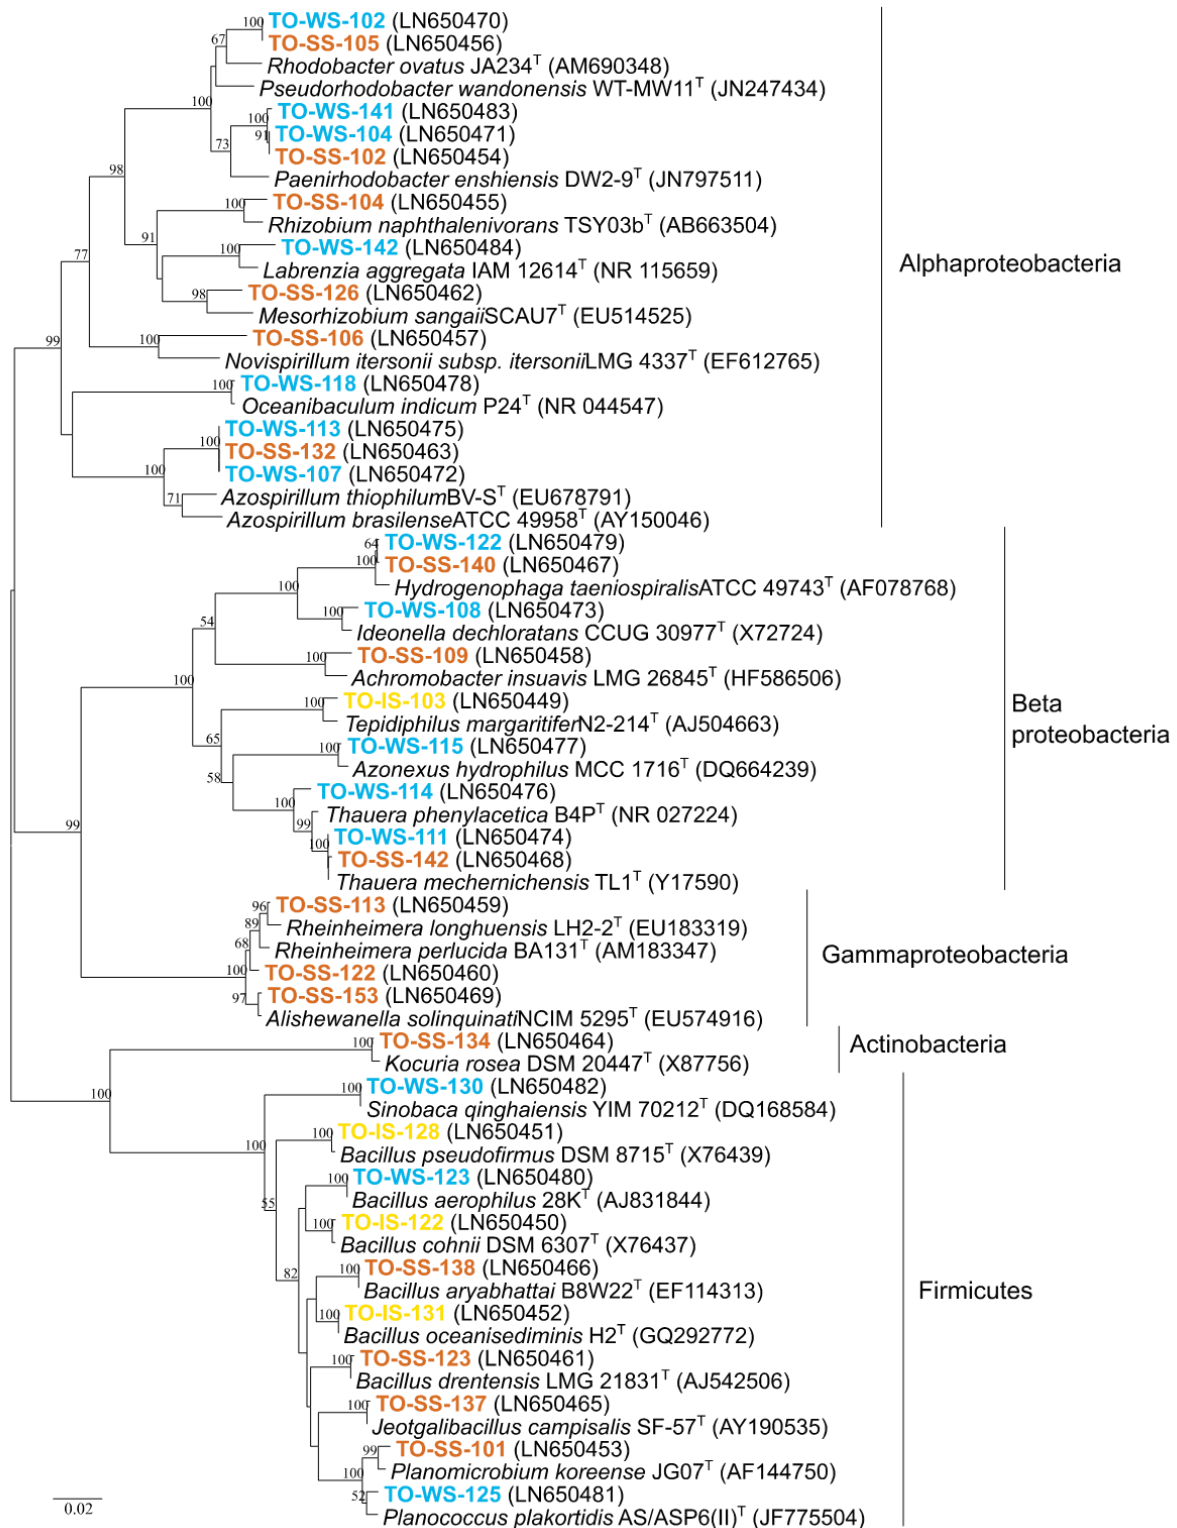 100 TO-WS-102 (LN650470)
67 TO-SS-105 (LN650456)
Rhodobacter ovatus JA234ᵀ (AM690348)
Pseudorhodobacter wandonensis WT-MW11ᵀ (JN247434)
100
100 TO-WS-141 (LN650483)
91 TO-WS-104 (LN650471)
73 TO-SS-102 (LN650454)
Paenirhodobacter enshiensis DW2-9ᵀ (JN797511)
98
100 TO-SS-104 (LN650455)
Rhizobium naphthalenivorans TSY03bᵀ (AB663504)
91
100 TO-WS-142 (LN650484)
77
Labrenzia aggregata IAM 12614ᵀ (NR 115659)
Alphaproteobacteria
98 TO-SS-126 (LN650462)
Mesorhizobium sangaiiSCAU7ᵀ (EU514525)
99
100 TO-SS-106 (LN650457)
Novispirillum itersonii subsp. itersoniiLMG 4337ᵀ (EF612765)
100 TO-WS-118 (LN650478)
Oceanibaculum indicum P24ᵀ (NR 044547)
TO-WS-113 (LN650475)
100 TO-SS-132 (LN650463)
100 TO-WS-107 (LN650472)
71 Azospirillum thiophilumBV-Sᵀ (EU678791)
Azospirillum brasilenseATCC 49958ᵀ (AY150046)
64 TO-WS-122 (LN650479)
100 TO-SS-140 (LN650467)
100 Hydrogenophaga taeniospiralisATCC 49743ᵀ (AF078768)
100 TO-WS-108 (LN650473)
54
Ideonella dechloratans CCUG 30977ᵀ (X72724)
100 TO-SS-109 (LN650458)
100 Achromobacter insuavis LMG 26845ᵀ (HF586506)
100 TO-IS-103 (LN650449)
Beta
proteobacteria
Tepidiphilus margaritiferN2-214ᵀ (AJ504663)
65
100 TO-WS-115 (LN650477)
58 Azonexus hydrophilus MCC 1716ᵀ (DQ664239)
TO-WS-114 (LN650476)
100
99 Thauera phenylacetica B4Pᵀ (NR 027224)
100 TO-WS-111 (LN650474)
99
TO-SS-142 (LN650468)
Thauera mechernichensis TL1ᵀ (Y17590)
96 TO-SS-113 (LN650459)
89 Rheinheimera longhuensis LH2-2ᵀ (EU183319)
68 Rheinheimera perlucida BA131ᵀ (AM183347)
Gammaproteobacteria
100 TO-SS-122 (LN650460)
97 TO-SS-153 (LN650469)
Alishewanella solinquatiNCIM 5295ᵀ (EU574916)
100 TO-SS-134 (LN650464)
Actinobacteria
Kocuria rosea DSM 20447ᵀ (X87756)
100
100 TO-WS-130 (LN650482)
Sinobaca qinghaiensis YIM 70212ᵀ (DQ168584)
100 TO-IS-128 (LN650451)
100
Bacillus pseudofirmus DSM 8715ᵀ (X76439)
100 TO-WS-123 (LN650480)
55 Bacillus aerophilus 28Kᵀ (AJ831844)
100 TO-IS-122 (LN650450)
Bacillus cohnii DSM 6307ᵀ (X76437)
82
100 TO-SS-138 (LN650466)
Bacillus aryabhattai B8W22ᵀ (EF114313)
Firmicutes
100 TO-IS-131 (LN650452)
Bacillus oceanisediminis H2ᵀ (GQ292772)
100 TO-SS-123 (LN650461)
Bacillus drentensis LMG 21831ᵀ (AJ542506)
100 TO-SS-137 (LN650465)
Jeotgalibacillus campisalis SF-57ᵀ (AY190535)
99 TO-SS-101 (LN650453)
100 Planomicrobium koreense JG07ᵀ (AF144750)
52 TO-WS-125 (LN650481)
0.02
Planococcus plakortidis AS/ASP6(II)ᵀ (JF775504)